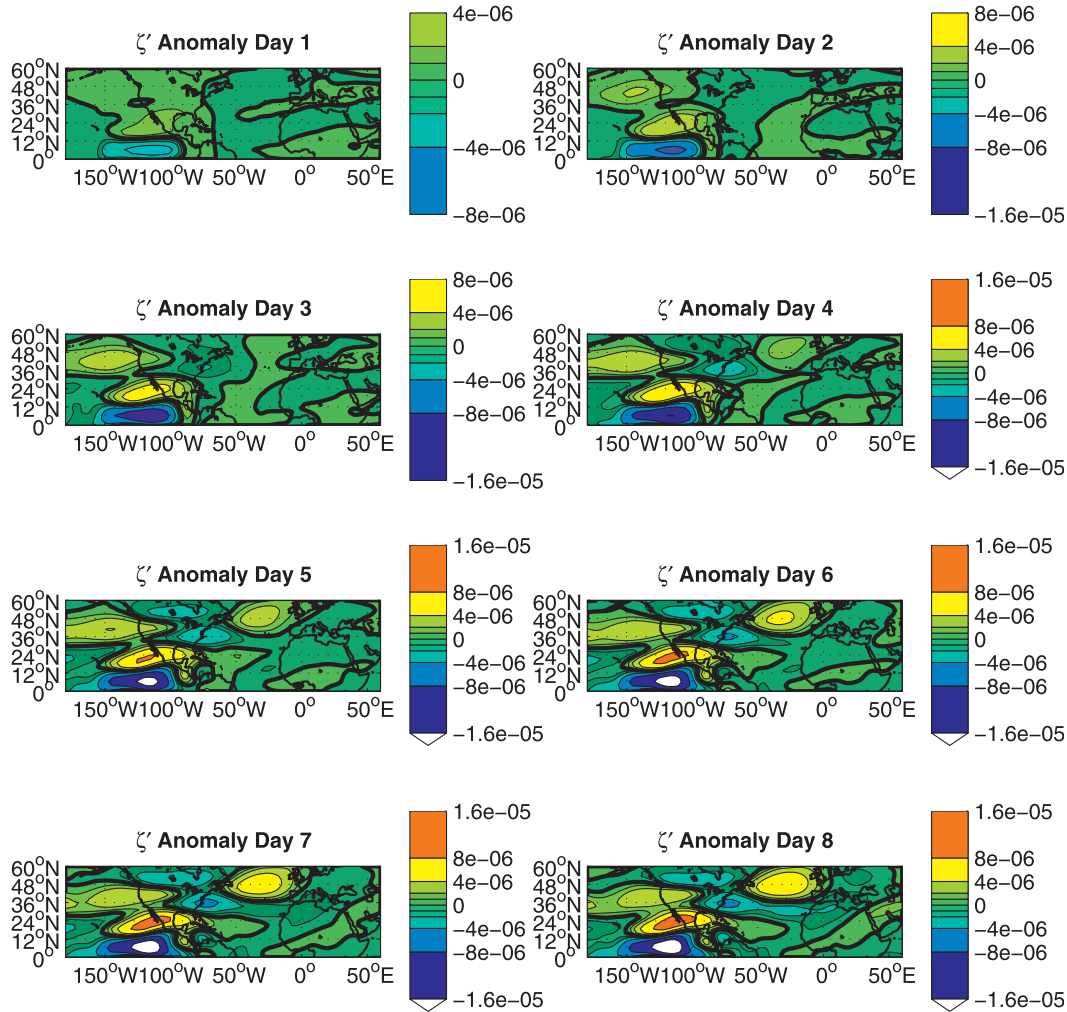 ζ′ Anomaly Day 1
60°N
48°N
36°N
24°N
12°N
0°
150°W 100°W 50°W 0° 50°E
4e−06
0
−4e−06
−8e−06
ζ′ Anomaly Day 2
60°N
48°N
36°N
24°N
12°N
0°
150°W 100°W 50°W 0° 50°E
8e−06
4e−06
0
−4e−06
−8e−06
−1.6e−05
ζ′ Anomaly Day 3
60°N
48°N
36°N
24°N
12°N
0°
150°W 100°W 50°W 0° 50°E
8e−06
4e−06
0
−4e−06
−8e−06
−1.6e−05
ζ′ Anomaly Day 4
60°N
48°N
36°N
24°N
12°N
0°
150°W 100°W 50°W 0° 50°E
1.6e−05
8e−06
4e−06
0
−4e−06
−8e−06
−1.6e−05
ζ′ Anomaly Day 5
60°N
48°N
36°N
24°N
12°N
0°
150°W 100°W 50°W 0° 50°E
1.6e−05
8e−06
4e−06
0
−4e−06
−8e−06
−1.6e−05
ζ′ Anomaly Day 6
60°N
48°N
36°N
24°N
12°N
0°
150°W 100°W 50°W 0° 50°E
1.6e−05
8e−06
4e−06
0
−4e−06
−8e−06
−1.6e−05
ζ′ Anomaly Day 7
60°N
48°N
36°N
24°N
12°N
0°
150°W 100°W 50°W 0° 50°E
1.6e−05
8e−06
4e−06
0
−4e−06
−8e−06
−1.6e−05
ζ′ Anomaly Day 8
60°N
48°N
36°N
24°N
12°N
0°
150°W 100°W 50°W 0° 50°E
1.6e−05
8e−06
4e−06
0
−4e−06
−8e−06
−1.6e−05